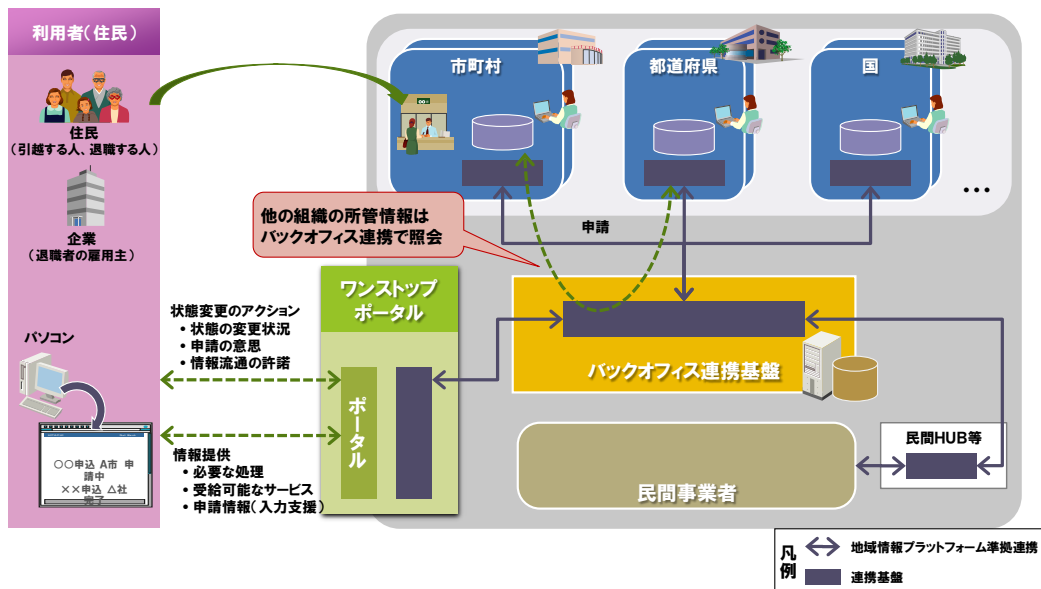 利用者（住民）
住民
（引越する人、退職する人）
企業
（退職者の雇用主）
パソコン
○○申込 A市 申
請中
××申込 △社
完了
市町村
都道府県
国
…
申請
他の組織の所管情報は
バックオフィス連携で照会
ワンストップ
ポータル
ポータル
状態変更のアクション
• 状態の変更状況
• 申請の意思
• 情報流通の許諾
情報提供
• 必要な処理
• 受給可能なサービス
• 申請情報（入力支援）
バックオフィス連携基盤
民間HUB等
民間事業者
凡例
地域情報プラットフォーム準拠連携
連携基盤